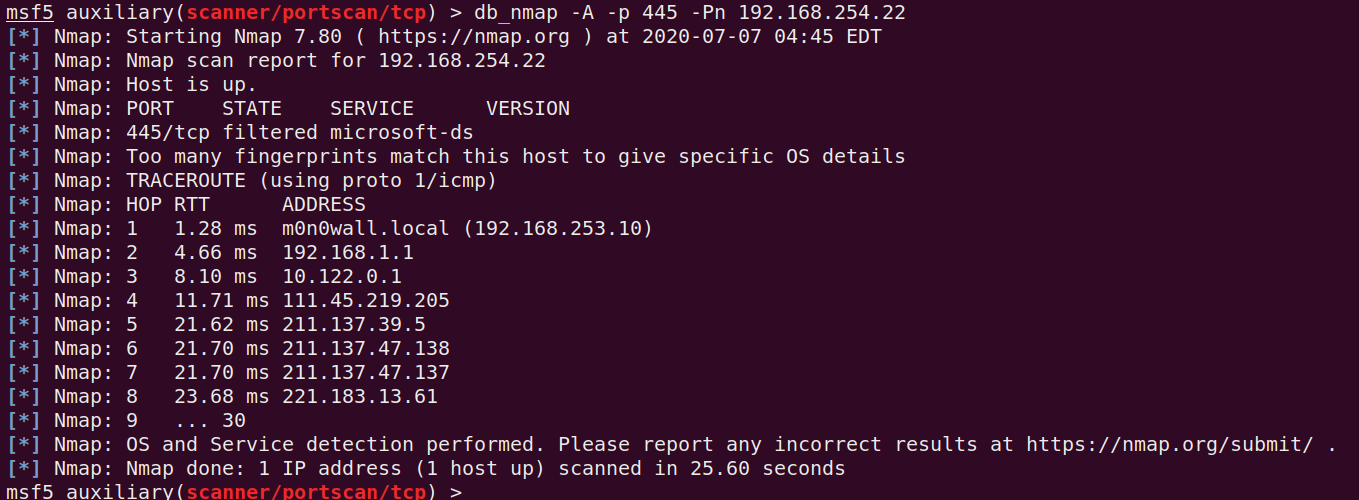 msf5 auxiliary(scanner/portscan/tcp) > db_nmap -A -p 445 -Pn 192.168.254.22
[*] Nmap: Starting Nmap 7.80 ( https://nmap.org ) at 2020-07-07 04:45 EDT
[*] Nmap: Nmap scan report for 192.168.254.22
[*] Nmap: Host is up.
[*] Nmap: PORT    STATE    SERVICE      VERSION
[*] Nmap: 445/tcp filtered microsoft-ds
[*] Nmap: Too many fingerprints match this host to give specific OS details
[*] Nmap: TRACEROUTE (using proto 1/icmp)
[*] Nmap: HOP RTT      ADDRESS
[*] Nmap: 1   1.28 ms  m0n0wall.local (192.168.253.10)
[*] Nmap: 2   4.66 ms  192.168.1.1
[*] Nmap: 3   8.10 ms  10.122.0.1
[*] Nmap: 4   11.71 ms 111.45.219.205
[*] Nmap: 5   21.62 ms 211.137.39.5
[*] Nmap: 6   21.70 ms 211.137.47.138
[*] Nmap: 7   21.70 ms 211.137.47.137
[*] Nmap: 8   23.68 ms 221.183.13.61
[*] Nmap: 9   ... 30
[*] Nmap: OS and Service detection performed. Please report any incorrect results at https://nmap.org/submit/ .
[*] Nmap: Nmap done: 1 IP address (1 host up) scanned in 25.60 seconds
msf5 auxiliary(scanner/portscan/tcp) >